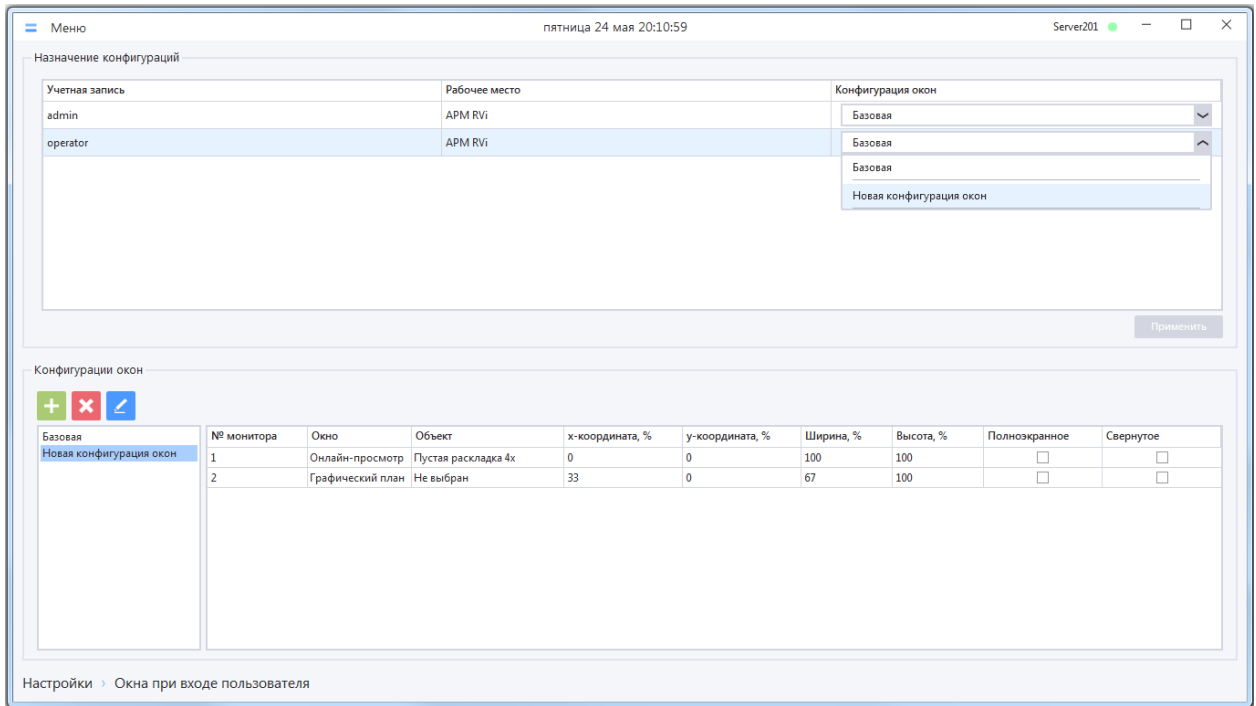 Меню пятница 24 мая 20:10:59 Server201
Назначение конфигураций
Учетная запись Рабочее место Конфигурация окон
admin АРМ RVi Базовая
operator АРМ RVi Базовая
Базовая
Новая конфигурация окон
Применить
Конфигурации окон
Базовая
Новая конфигурация окон
№ монитора Окно Объект x-координата, % y-координата, % Ширина, % Высота, % Полноэкранное Свернутое
1 Онлайн-просмотр Пустая раскладка 4x 0 0 100 100
2 Графический план Не выбран 33 0 67 100
Настройки › Окна при входе пользователя